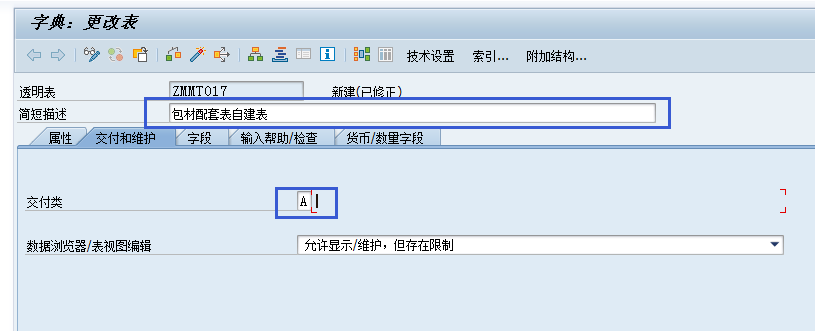 字典：更改表
技术设置 索引... 附加结构...
透明表 ZMMT017 新建(已修正)
简短描述 包材配套表自建表
属性 交付和维护 字段 输入帮助/检查 货币/数量字段
交付类 A
数据浏览器/表视图编辑 允许显示/维护，但存在限制